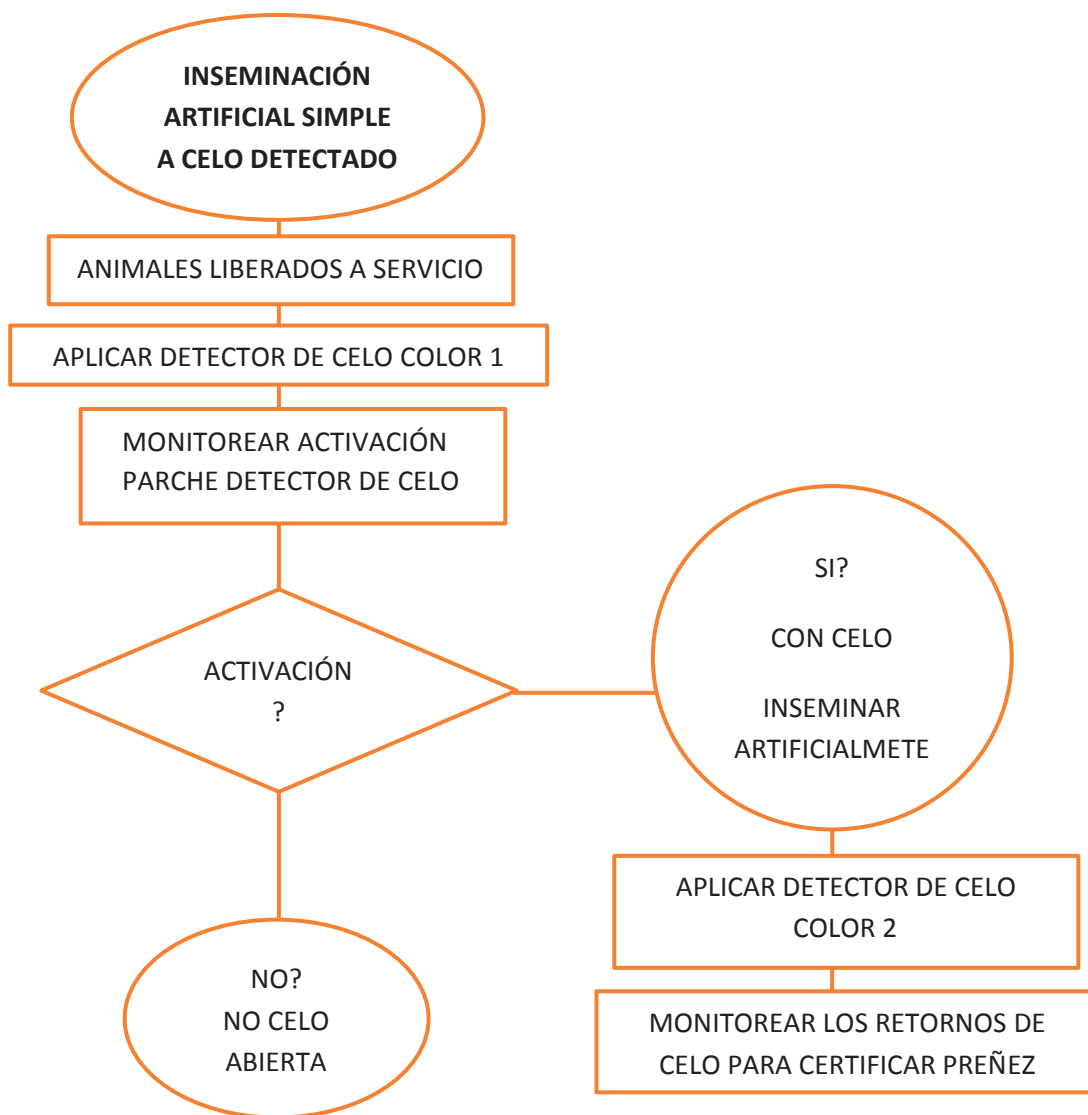 INSEMINACIÓN
ARTIFICIAL SIMPLE
A CELO DETECTADO
ANIMALES LIBERADOS A SERVICIO
APLICAR DETECTOR DE CELO COLOR 1
MONITOREAR ACTIVACIÓN
PARCHE DETECTOR DE CELO
ACTIVACIÓN
?
SI?
CON CELO
INSEMINAR
ARTIFICIALMETE
APLICAR DETECTOR DE CELO
COLOR 2
MONITOREAR LOS RETORNOS DE
CELO PARA CERTIFICAR PREÑEZ
NO?
NO CELO
ABIERTA